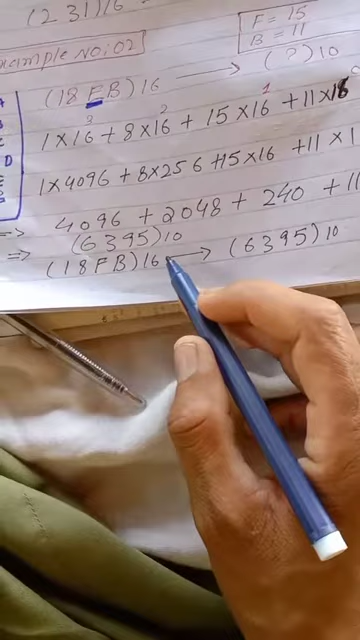 (231)16
F = 15
B = 11
Example No: 02
(18FB)16 → (?)10
1×16³ + 8×16² + 15×16¹ + 11×16
1×4096 + 8×256 + 15×16 + 11×1
⇒ 4096 + 2048 + 240 + 11
(6395)10
⇒ (18FB)16 → (6395)10